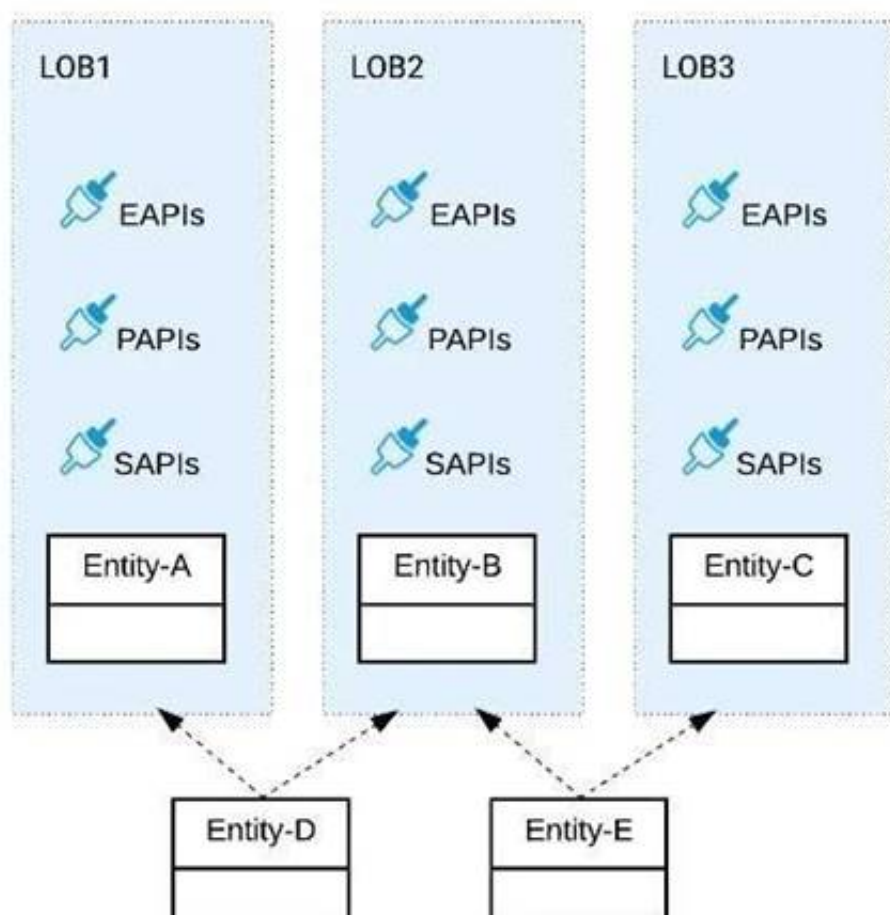 LOB1 LOB2 LOB3
EAPIs EAPIs EAPIs
PAPIs PAPIs PAPIs
SAPIs SAPIs SAPIs
Entity-A Entity-B Entity-C
Entity-D Entity-E